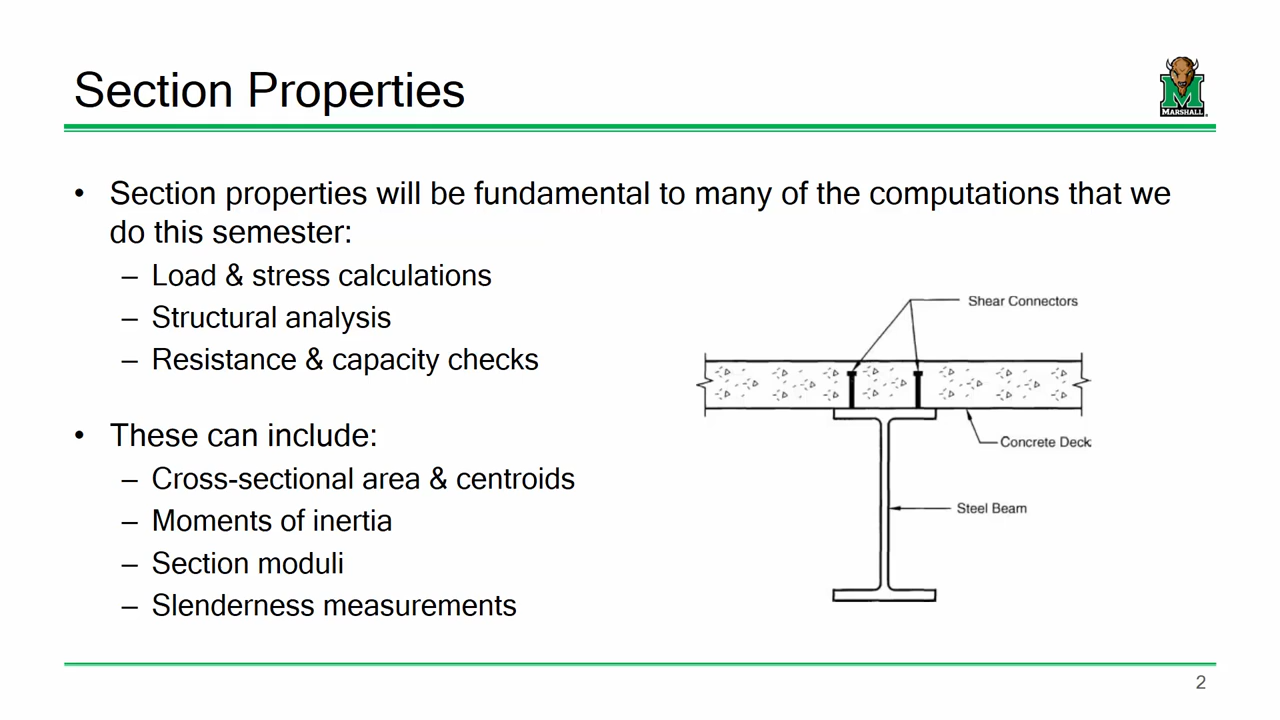 Section Properties
MARSHALL
• Section properties will be fundamental to many of the computations that we
do this semester:
– Load & stress calculations
– Structural analysis
– Resistance & capacity checks
• These can include:
– Cross-sectional area & centroids
– Moments of inertia
– Section moduli
– Slenderness measurements
Shear Connectors
Concrete Deck
Steel Beam
2